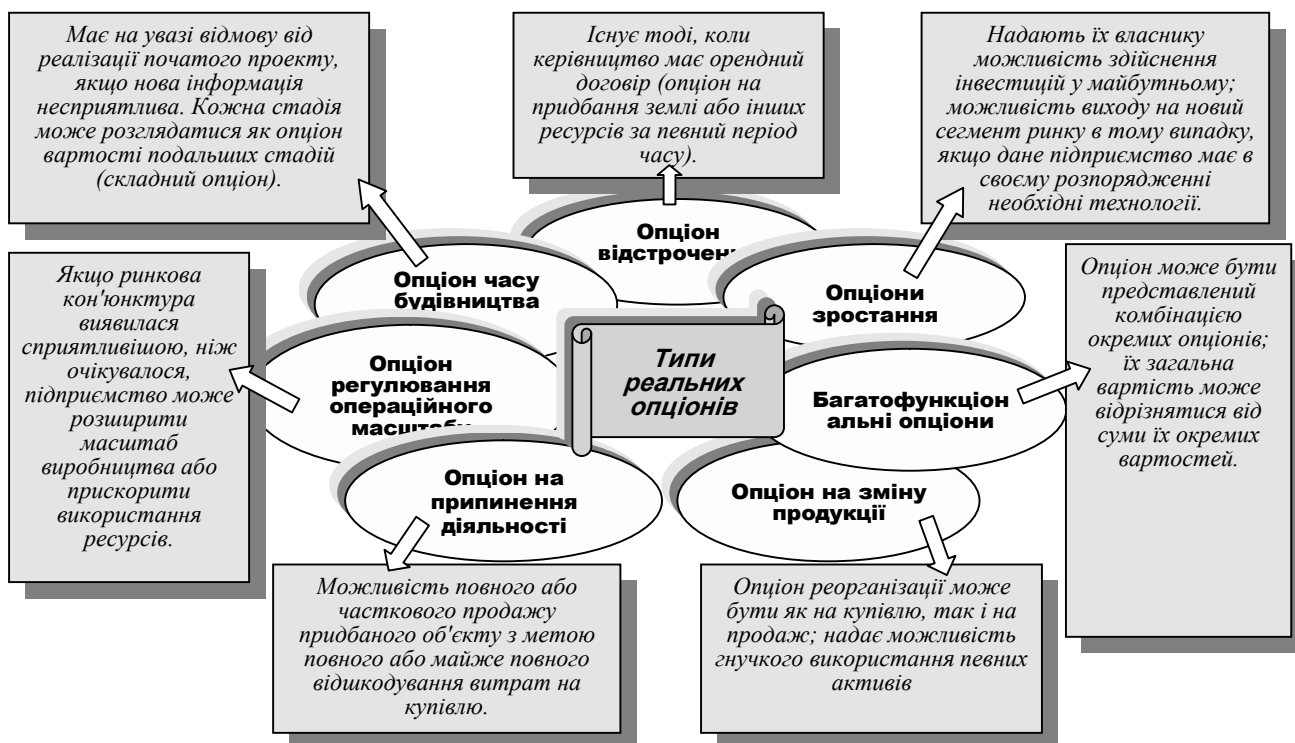 Має на увазі відмову від
реалізації початого проекту,
якщо нова інформація
несприятлива. Кожна стадія
може розглядатися як опціон
вартості подальших стадій
(складний опціон).
Існує тоді, коли
керівництво має орендний
договір (опціон на
придбання землі або інших
ресурсів за певний період
часу).
Надають їх власнику
можливість здійснення
інвестицій у майбутньому;
можливість виходу на новий
сегмент ринку в тому випадку,
якщо дане підприємство має в
своєму розпорядженні
необхідні технології.
Опціон
Опціон часу
будівництва
Опціони
зростання
Якщо ринкова
кон'юнктура
виявилася
сприятливішою, ніж
очікувалося,
підприємство може
розширити
масштаб
виробництва або
прискорити
використання
ресурсів.
Опціон
регулювання
операційного
масштабу
Типи
реальних
опціонів
Багатофункціон
альні опціони
Опціон може бути
представлений
комбінацією
окремих опціонів;
їх загальна
вартість може
відрізнятися від
суми їх окремих
вартостей.
Опціон на
припинення
діяльності
Опціон на зміну
продукції
Можливість повного або
часткового продажу
придбаного об'єкту з метою
повного або майже повного
відшкодування витрат на
купівлю.
Опціон реорганізації може
бути як на купівлю, так і на
продаж; надає можливість
гнучкого використання певних
активів